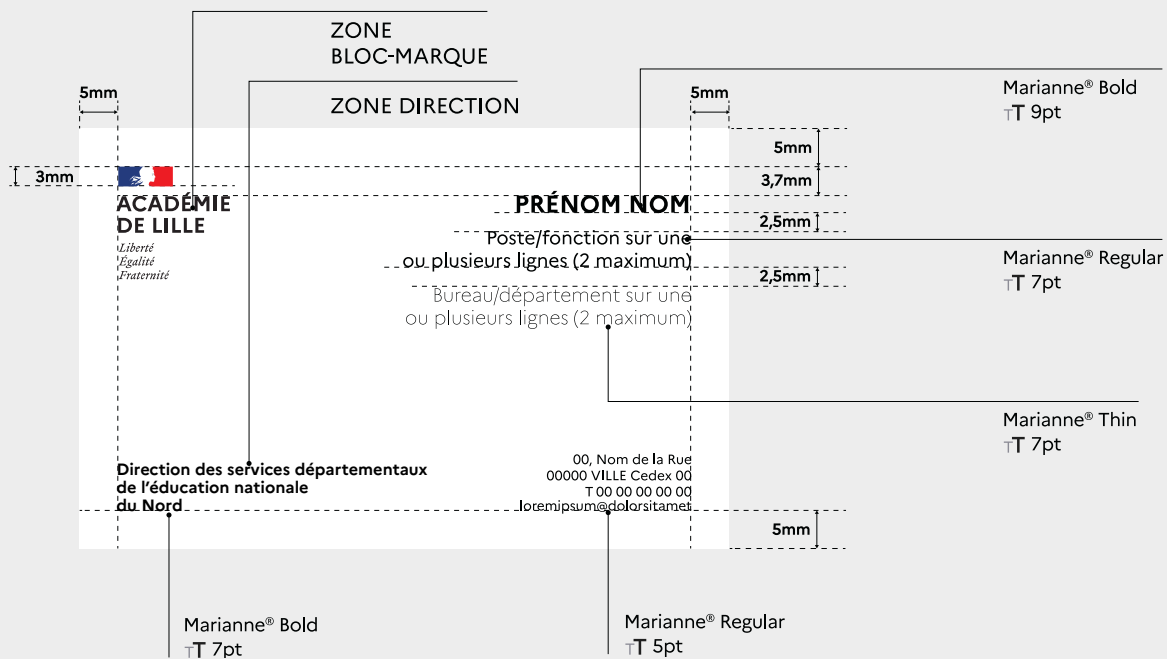 ZONE
BLOC-MARQUE
ZONE DIRECTION
5mm
5mm
Marianne® Bold
TT 9pt
5mm
3mm
3,7mm
ACADÉMIE
DE LILLE
Liberté
Égalité
Fraternité
PRÉNOM NOM
2,5mm
Poste/fonction sur une
ou plusieurs lignes (2 maximum)
Marianne® Regular
TT 7pt
2,5mm
Bureau/département sur une
ou plusieurs lignes (2 maximum)
Marianne® Thin
TT 7pt
Direction des services départementaux
de l'éducation nationale
du Nord
00, Nom de la Rue
00000 VILLE Cedex 00
T 00 00 00 00 00
loremipsum@dolorsitamet
5mm
Marianne® Bold
TT 7pt
Marianne® Regular
TT 5pt